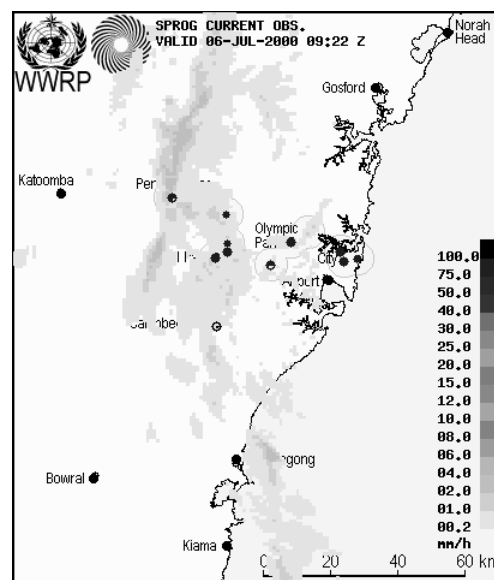 SPROG CURRENT OBS.
VALID 06-JUL-2000 09:22 Z
WWRP
Norah
Head
Gosford
Katoomba
Olympic
City
Bowral
Kiama
100.0
75.0
50.0
40.0
30.0
25.0
20.0
15.0
12.0
10.0
08.0
06.0
04.0
02.0
01.0
00.2
mm/h
0 20 40 60 km